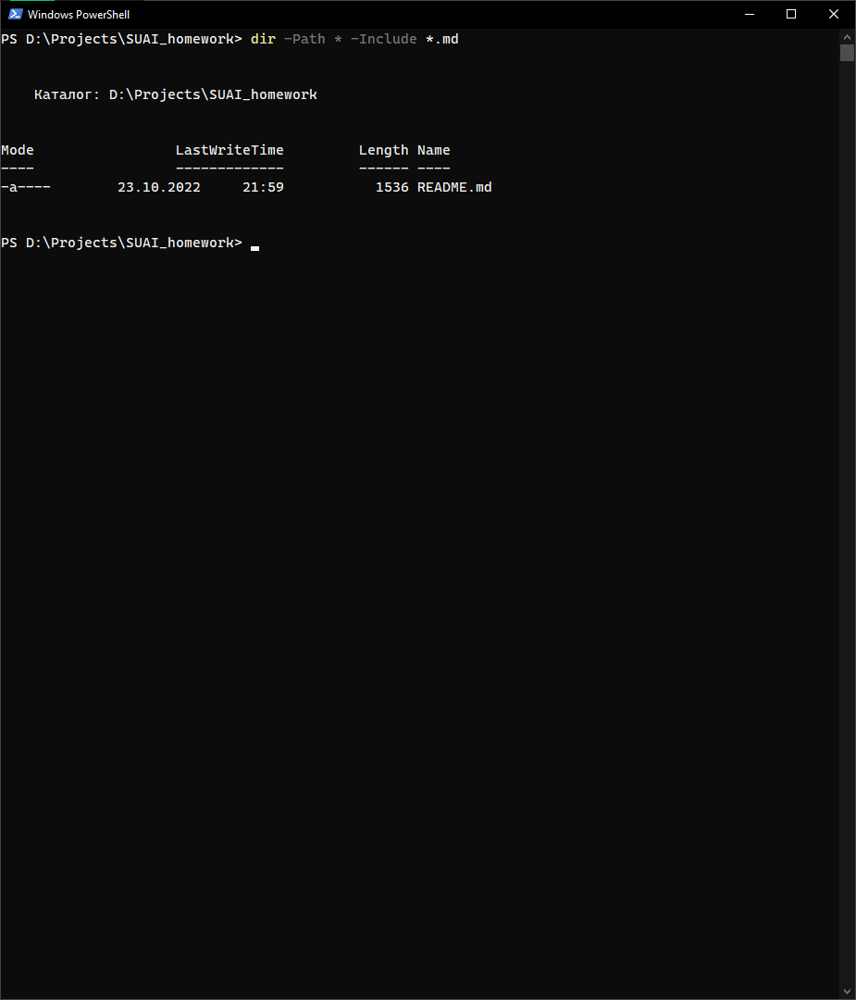 Windows PowerShell
PS D:\Projects\SUAI_homework> dir -Path * -Include *.md
Каталог: D:\Projects\SUAI_homework
Mode                 LastWriteTime         Length Name
----                 -------------         ------ ----
-a----        23.10.2022     21:59           1536 README.md
PS D:\Projects\SUAI_homework>